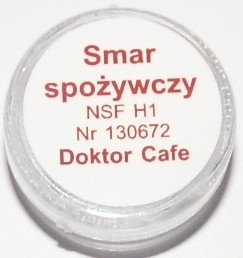 Smar
spożywczy
NSF H1
Nr 130672
Doktor Cafe